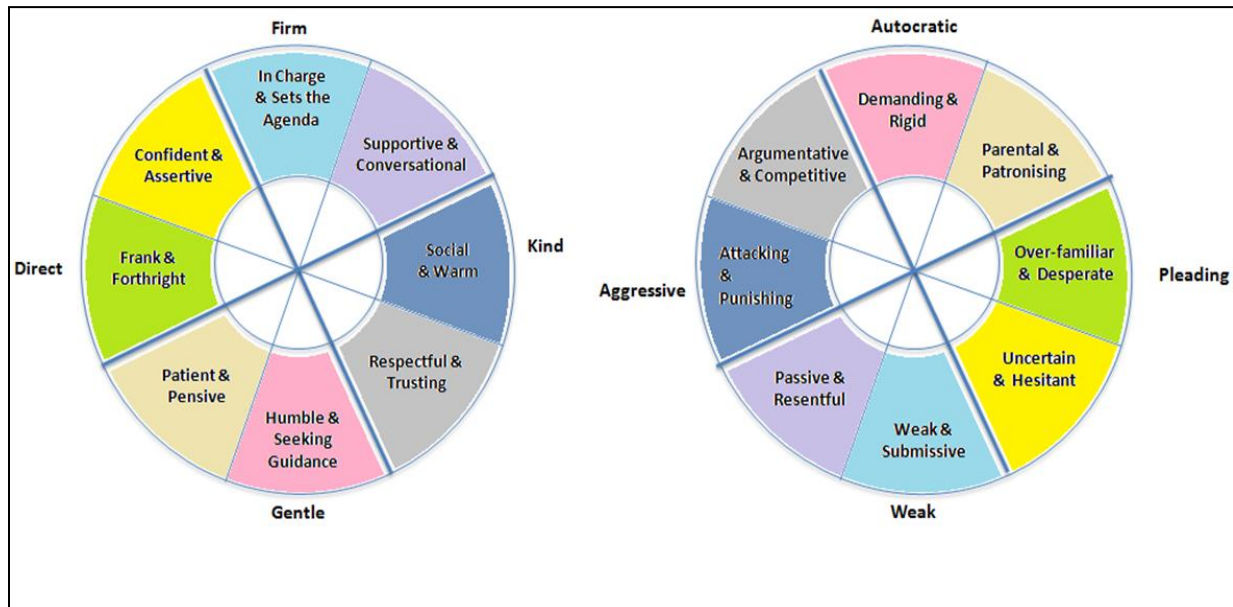 Firm
In Charge
& Sets the
Agenda
Supportive &
Conversational
Confident &
Assertive
Social
& Warm
Kind
Direct
Frank &
Forthright
Respectful &
Trusting
Patient &
Pensive
Humble &
Seeking
Guidance
Gentle
Autocratic
Demanding &
Rigid
Parental &
Patronising
Argumentative
& Competitive
Over-familiar
& Desperate
Pleading
Aggressive
Attacking
&
Punishing
Uncertain
& Hesitant
Passive &
Resentful
Weak &
Submissive
Weak